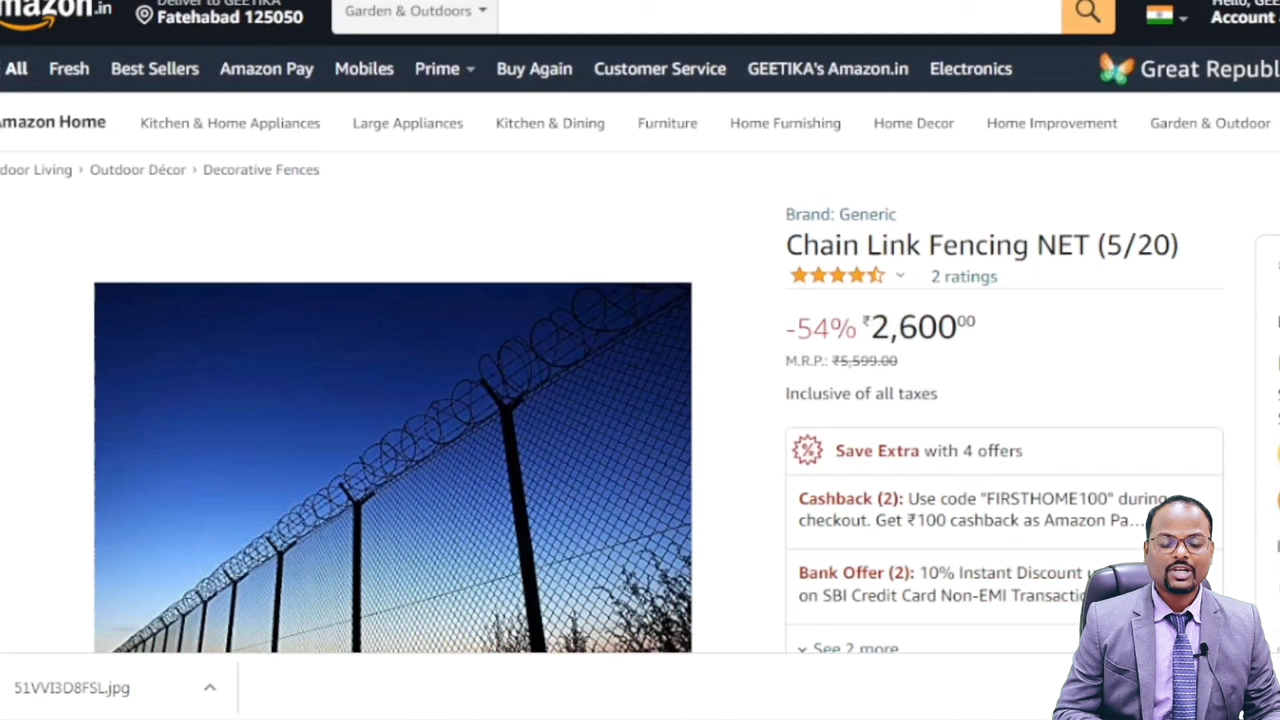 mazon.in
Deliver to GEETIKA
Fatehabad 125050
Garden & Outdoors
Hello, GEE
Account
All Fresh Best Sellers Amazon Pay Mobiles Prime Buy Again Customer Service GEETIKA's Amazon.in Electronics Great Republ
mazon Home Kitchen & Home Appliances Large Appliances Kitchen & Dining Furniture Home Furnishing Home Decor Home Improvement Garden & Outdoor
door Living › Outdoor Décor › Decorative Fences
Brand: Generic
Chain Link Fencing NET (5/20)
2 ratings
-54% ₹2,60000
M.R.P.: ₹5,599.00
Inclusive of all taxes
Save Extra with 4 offers
Cashback (2): Use code "FIRSTHOME100" during
checkout. Get ₹100 cashback as Amazon Pa...
Bank Offer (2): 10% Instant Discount
on SBI Credit Card Non-EMI Transacti
See 2 more
51VVI3D8FSL.jpg